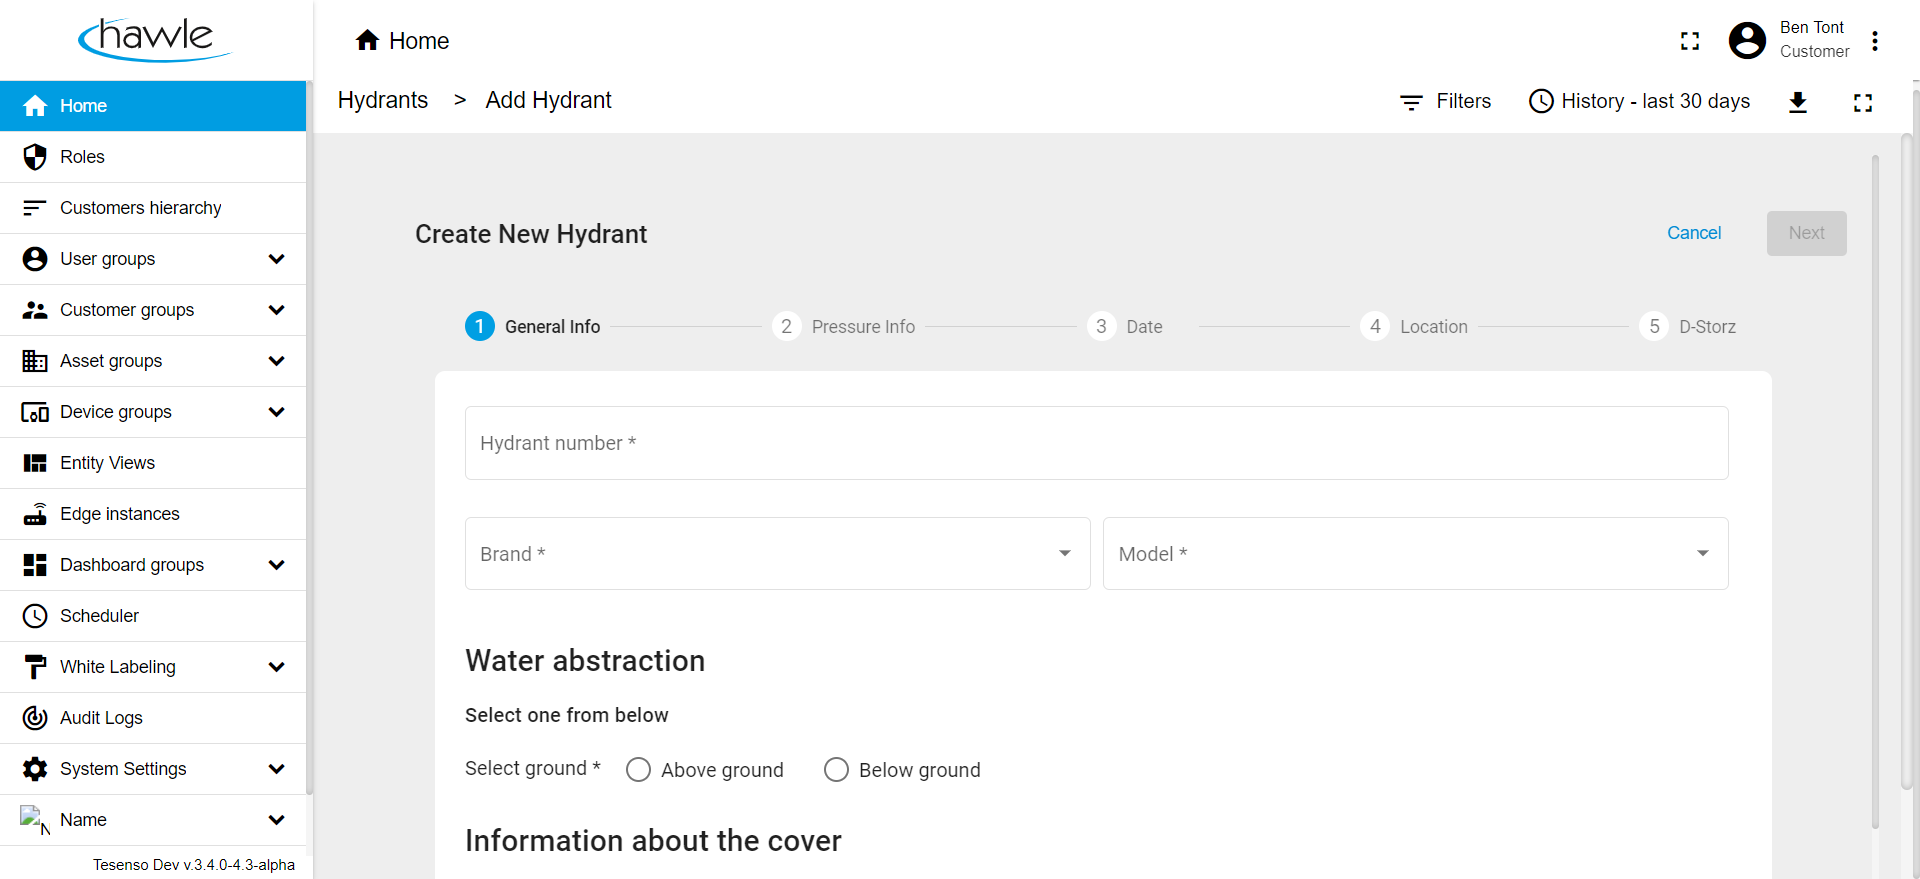 hawle
Home
Ben Tont
Customer
Hydrants > Add Hydrant
Filters
History - last 30 days
Home
Roles
Customers hierarchy
User groups
Customer groups
Asset groups
Device groups
Entity Views
Edge instances
Dashboard groups
Scheduler
White Labeling
Audit Logs
System Settings
N
Name
Tesenso Dev v.3.4.0-4.3-alpha
Create New Hydrant
Cancel
Next
1 General Info
2 Pressure Info
3 Date
4 Location
5 D-Storz
Hydrant number *
Brand *
Model *
Water abstraction
Select one from below
Select ground *
Above ground
Below ground
Information about the cover